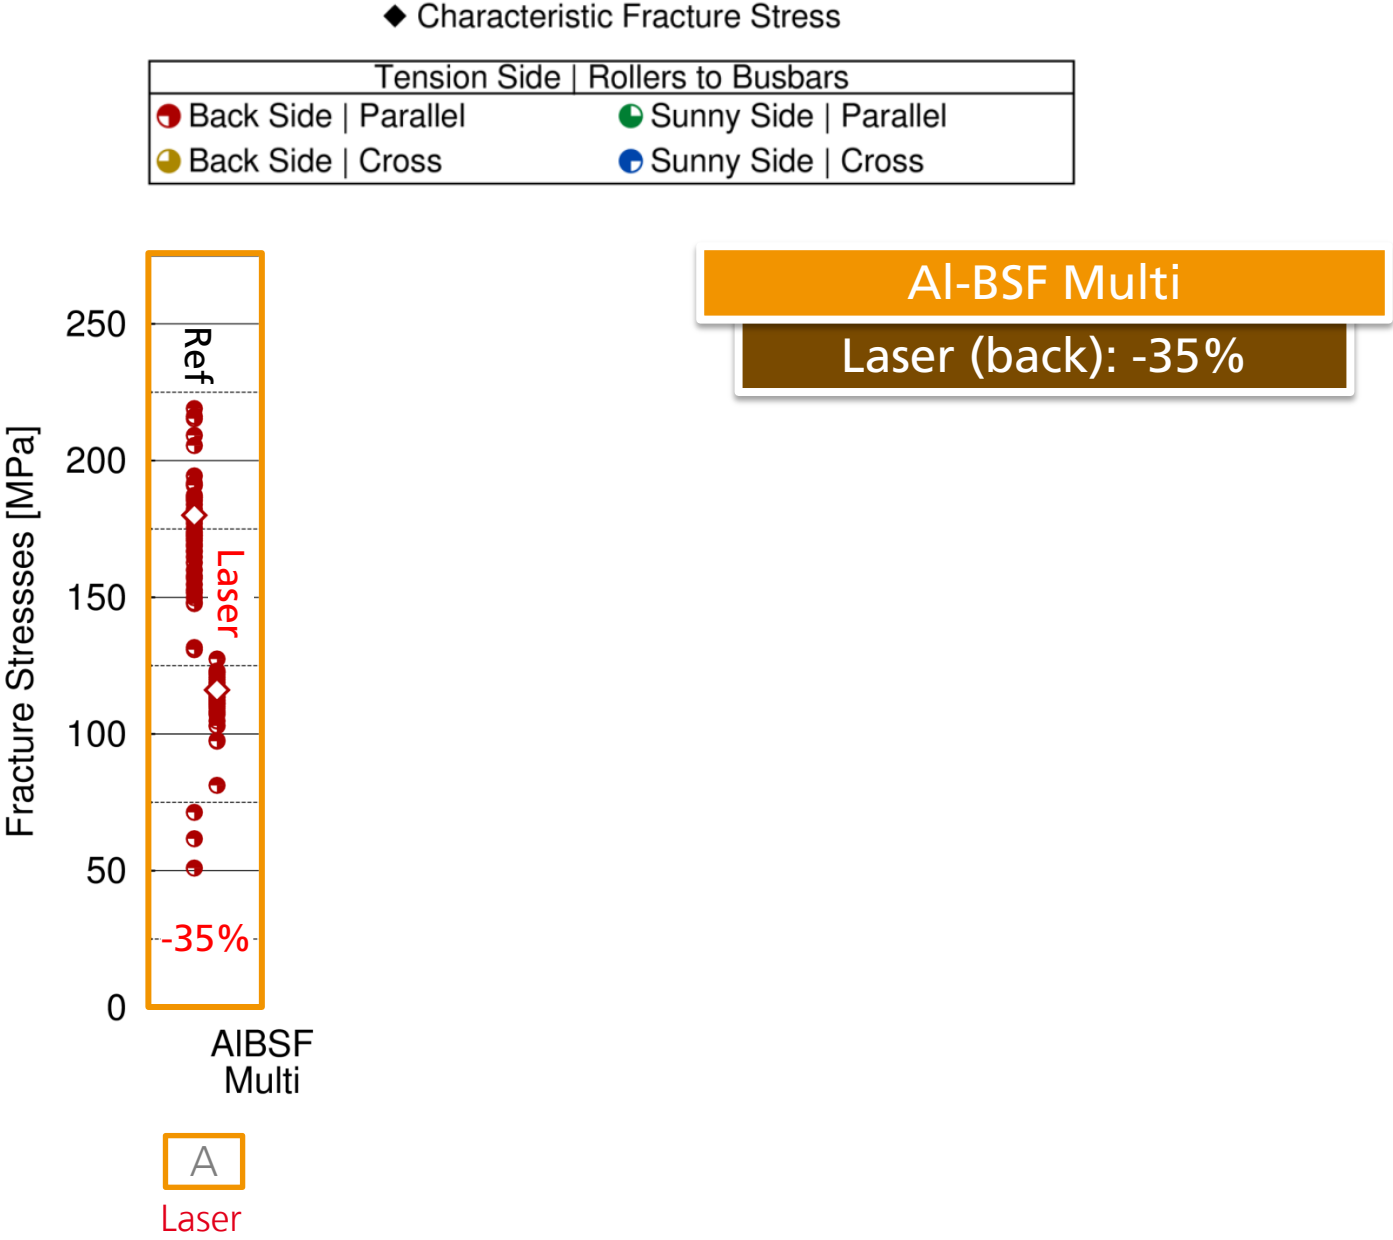 Characteristic Fracture Stress
Tension Side | Rollers to Busbars
Back Side | Parallel
Sunny Side | Parallel
Back Side | Cross
Sunny Side | Cross
Al-BSF Multi
Laser (back): -35%
Fracture Stressses [MPa]
250
200
150
100
50
0
Ref
Laser
-35%
AlBSF
Multi
A
Laser